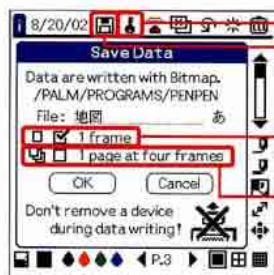 8/20/02
Save Data
Data are written with Bitmap.
/PALM/PROGRAMS/PENPEN
File: 地図 あ
1 frame
1 page at four frames
OK Cancel
Don't remove a device
during data writing!
P.3